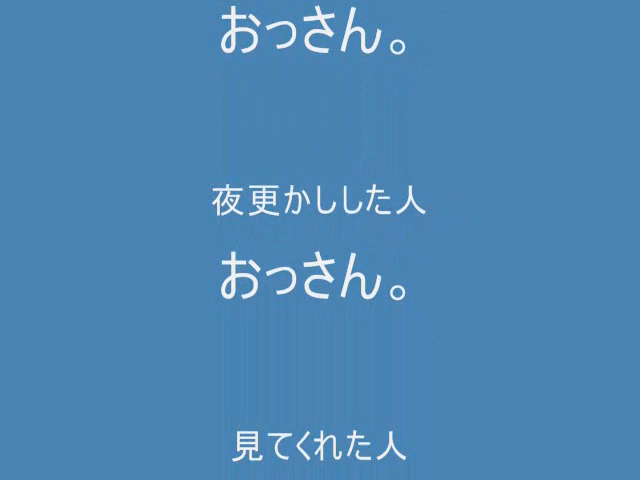 おっさん。
夜更かしした人
おっさん。
見てくれた人